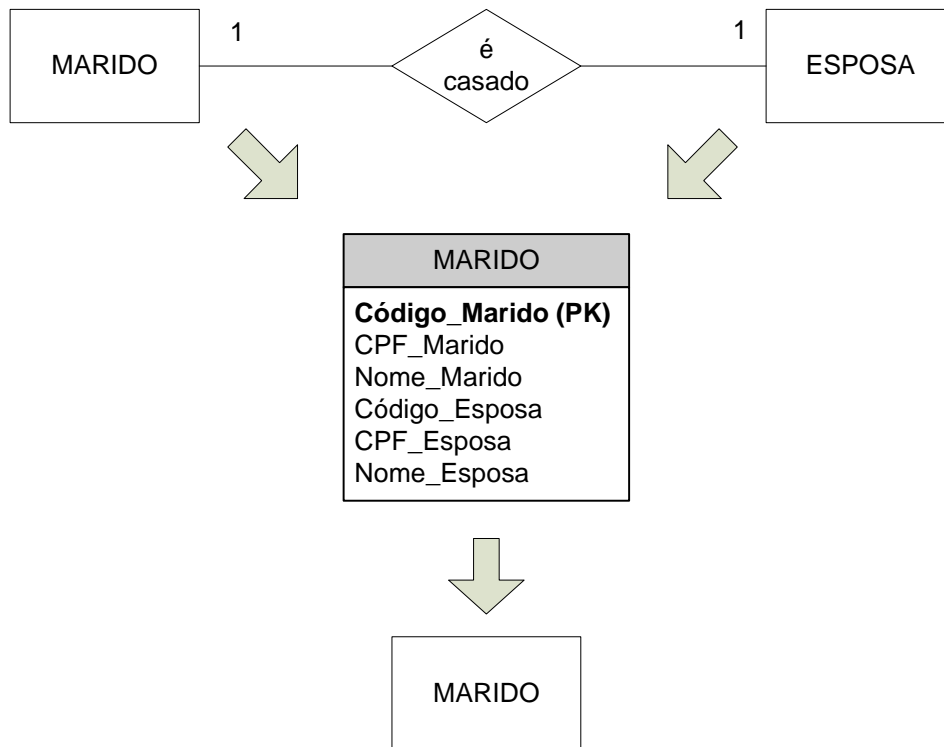 1
1
MARIDO
é
casado
ESPOSA
MARIDO
Código_Marido (PK)
CPF_Marido
Nome_Marido
Código_Esposa
CPF_Esposa
Nome_Esposa
MARIDO